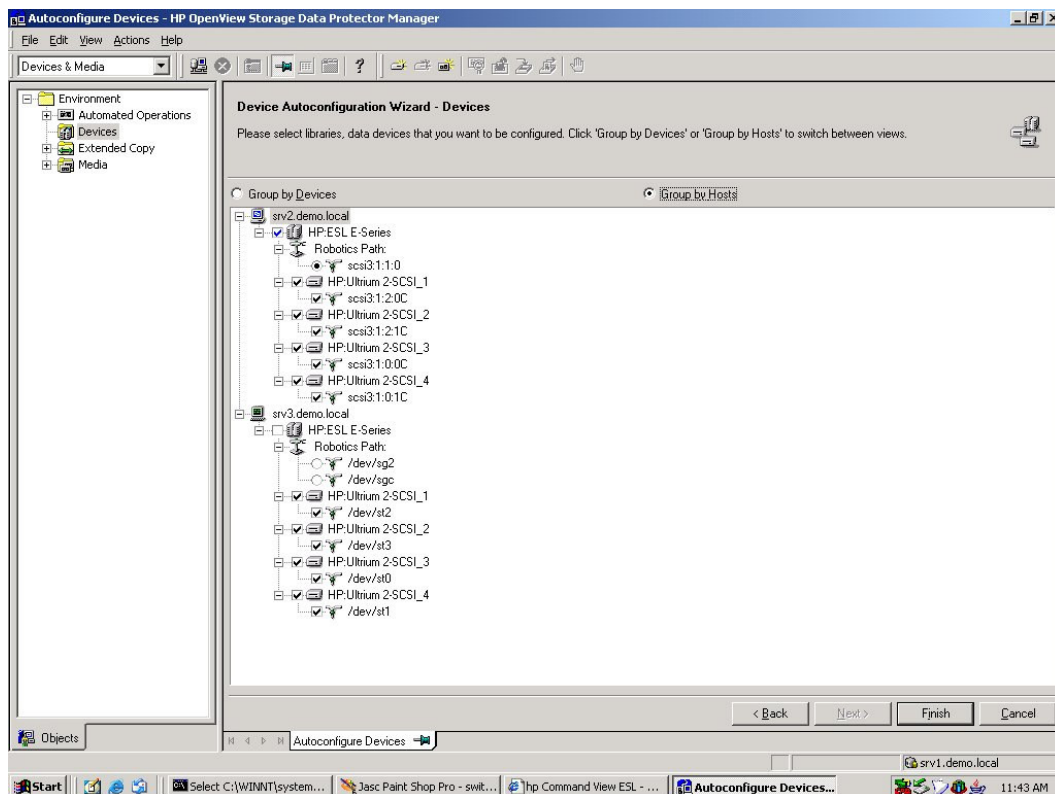 Autoconfigure Devices - HP OpenView Storage Data Protector Manager
File Edit View Actions Help
Devices & Media
Environment
Automated Operations
Devices
Extended Copy
Media
Device Autoconfiguration Wizard - Devices
Please select libraries, data devices that you want to be configured. Click 'Group by Devices' or 'Group by Hosts' to switch between views.
Group by Devices
Group by Hosts
srv2.demo.local
HP:ESL E-Series
Robotics Path:
scsi3:1:1:0
HP:Ultrium 2-SCSI_1
scsi3:1:2:0C
HP:Ultrium 2-SCSI_2
scsi3:1:2:1C
HP:Ultrium 2-SCSI_3
scsi3:1:0:0C
HP:Ultrium 2-SCSI_4
scsi3:1:0:1C
srv3.demo.local
HP:ESL E-Series
Robotics Path:
/dev/sg2
/dev/sgc
HP:Ultrium 2-SCSI_1
/dev/st2
HP:Ultrium 2-SCSI_2
/dev/st3
HP:Ultrium 2-SCSI_3
/dev/st0
HP:Ultrium 2-SCSI_4
/dev/st1
< Back Next > Finish Cancel
Objects
Autoconfigure Devices
srv1.demo.local
Start
Select C:\WINNT\system...
Jasc Paint Shop Pro - swit...
hp Command View ESL - ...
Autoconfigure Devices...
11:43 AM